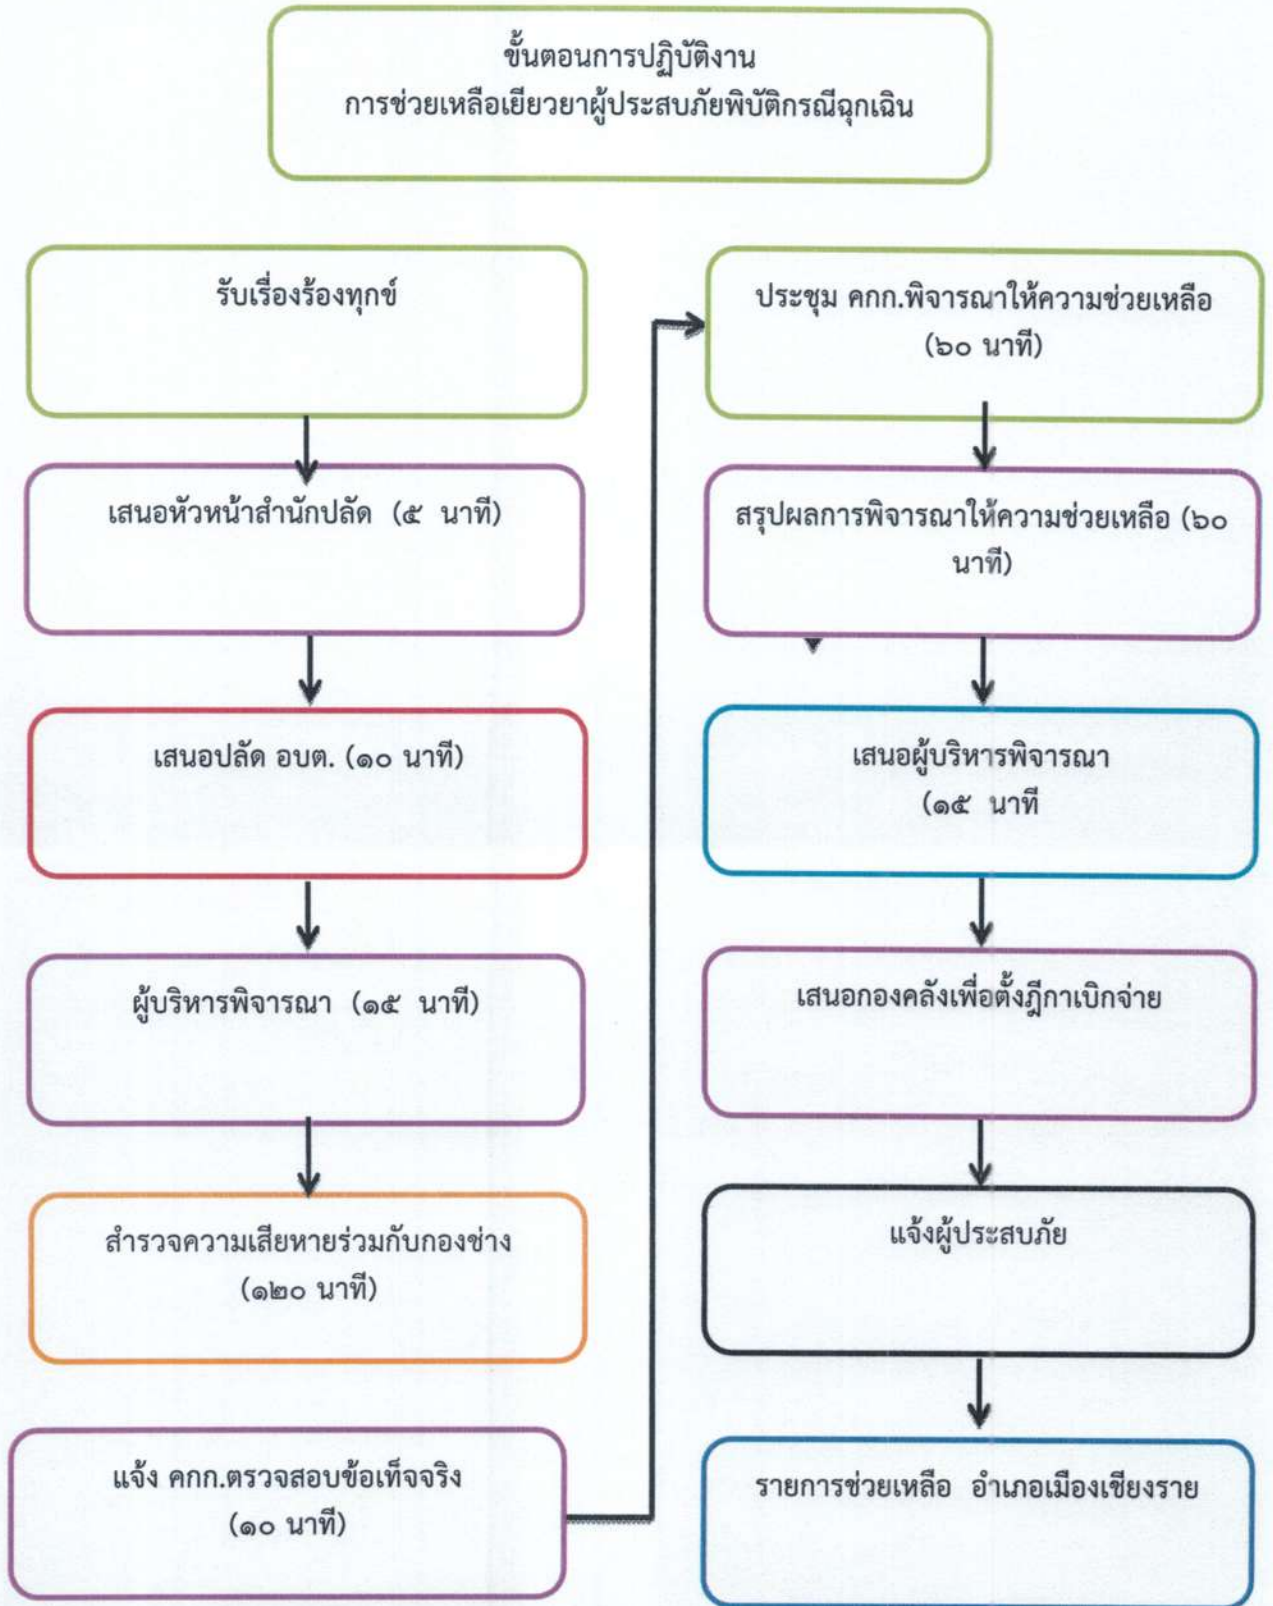 ขั้นตอนการปฏิบัติงาน
การช่วยเหลือเยียวยาผู้ประสบภัยพิบัติกรณีฉุกเฉิน
รับเรื่องร้องทุกข์
เสนอหัวหน้าสำนักปลัด (๕ นาที)
เสนอปลัด อบต. (๑๐ นาที)
ผู้บริหารพิจารณา (๑๕ นาที)
สำรวจความเสียหายร่วมกับกองช่าง
(๑๒๐ นาที)
แจ้ง คกก.ตรวจสอบข้อเท็จจริง
(๑๐ นาที)
ประชุม คกก.พิจารณาให้ความช่วยเหลือ
(๖๐ นาที)
สรุปผลการพิจารณาให้ความช่วยเหลือ (๖๐
นาที)
เสนอผู้บริหารพิจารณา
(๑๕ นาที
เสนอกองคลังเพื่อตั้งฎีกาเบิกจ่าย
แจ้งผู้ประสบภัย
รายการช่วยเหลือ อำเภอเมืองเชียงราย